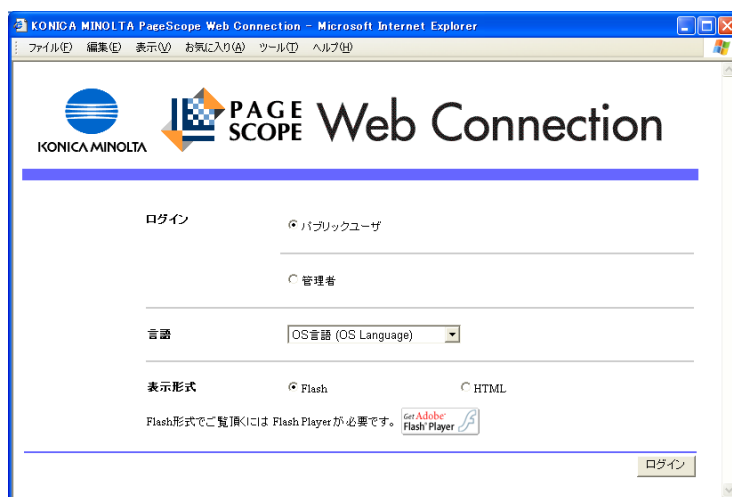 KONICA MINOLTA PageScope Web Connection - Microsoft Internet Explorer
ファイル(F) 編集(E) 表示(V) お気に入り(A) ツール(T) ヘルプ(H)
KONICA MINOLTA
PAGE SCOPE Web Connection
ログイン
パブリックユーザ
管理者
言語
OS言語 (OS Language)
表示形式
Flash
HTML
Flash形式でご覧頂くには Flash Playerが必要です。
Get Adobe Flash Player
ログイン